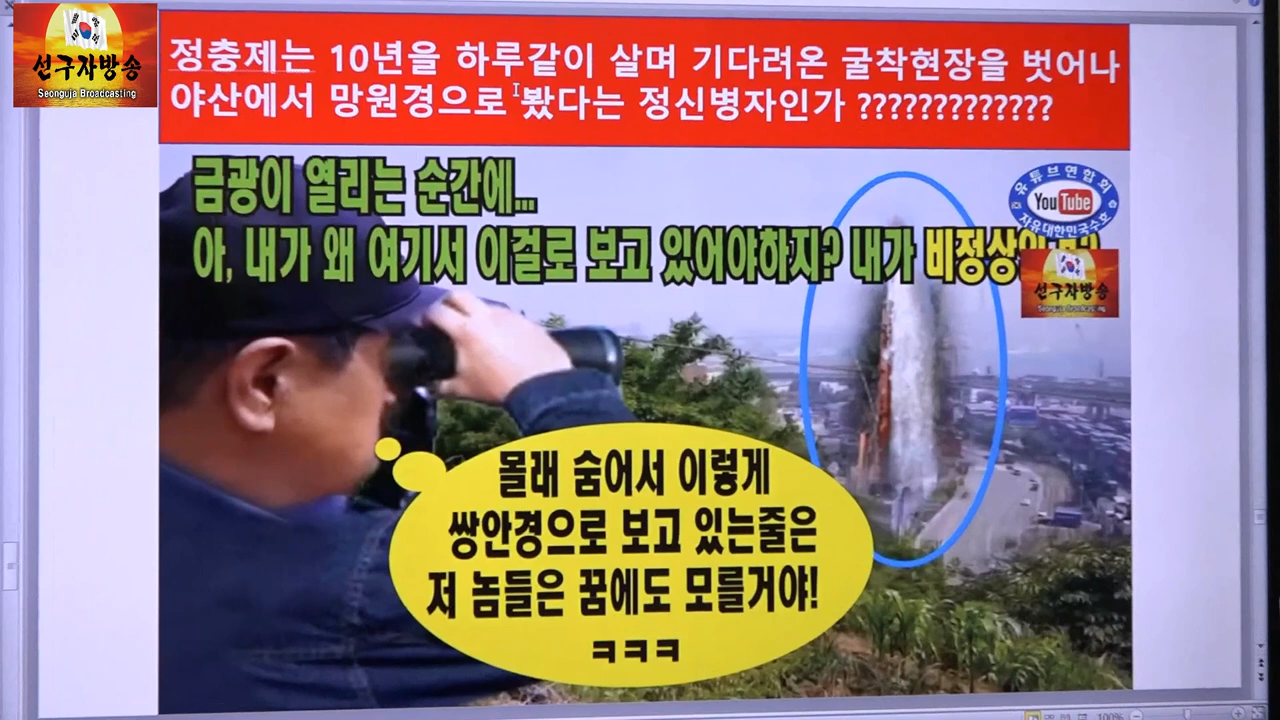 선구자방송
Seonguja Broadcasting
정충제는 10년을 하루같이 살며 기다려온 굴착현장을 벗어나
야산에서 망원경으로 봤다는 정신병자인가 ?????????????
금광이 열리는 순간에...
아, 내가 왜 여기서 이걸로 보고 있어야하지? 내가 비정상
유튜브연합회
YouTube
자유대한민국수호
선구자방송
Seonguja Broadcasting
몰래 숨어서 이렇게
쌍안경으로 보고 있는줄은
저 놈들은 꿈에도 모를거야!
ㅋㅋㅋ
100%